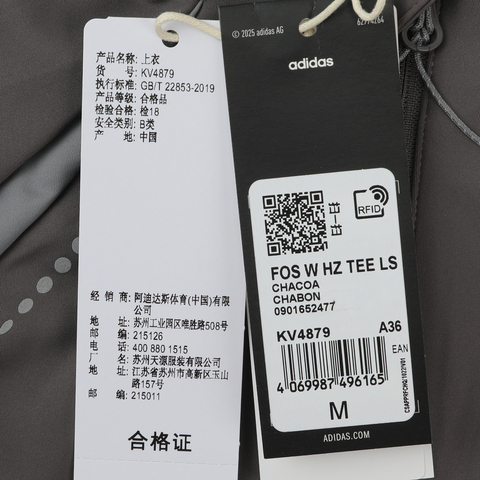 产品名称: 上衣
货 号: KV4879
执行标准: GB/T 22853-2019
产品等级: 合格品
检验合格: 检18
安全类别: B类
产 地: 中国
经 销 商: 阿迪达斯体育(中国)有限
公司
地 址: 苏州工业园区唯胜路508号
邮 编: 215126
电 话: 400 880 1515
厂 名: 苏州天源服装有限公司
地 址: 江苏省苏州市高新区玉山
路157号
邮 编: 215011
合格证
© 2025 adidas AG
adidas
RFID
FOS W HZ TEE LS
CHACOA
CHABON
0901652477
KV4879 A36
EAN
4 069987 496165
M
ADIDAS.COM